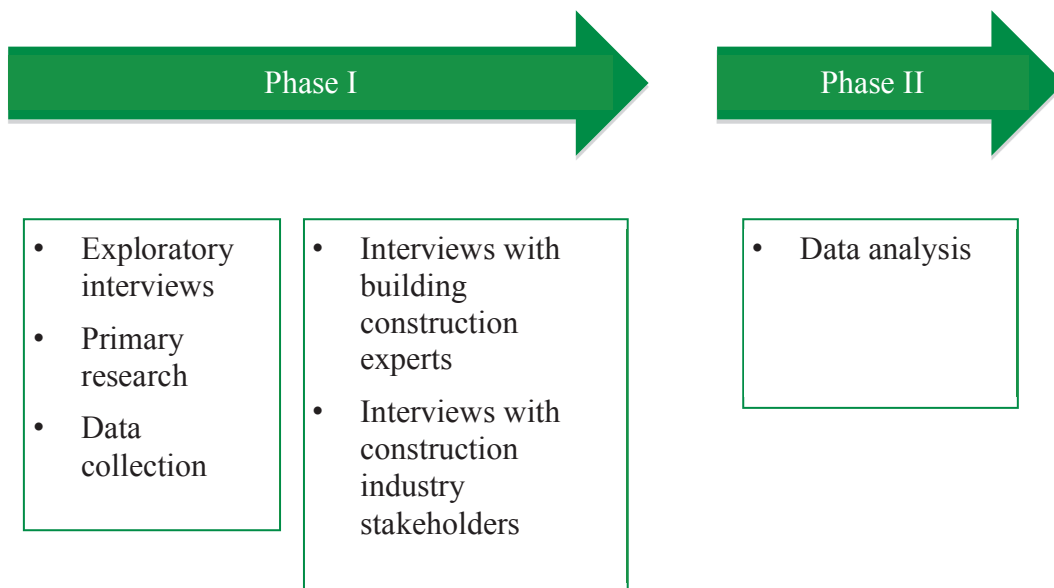 Phase I
Phase II
• Exploratory
interviews
• Primary
research
• Data
collection
• Interviews with
building
construction
experts
• Interviews with
construction
industry
stakeholders
• Data analysis